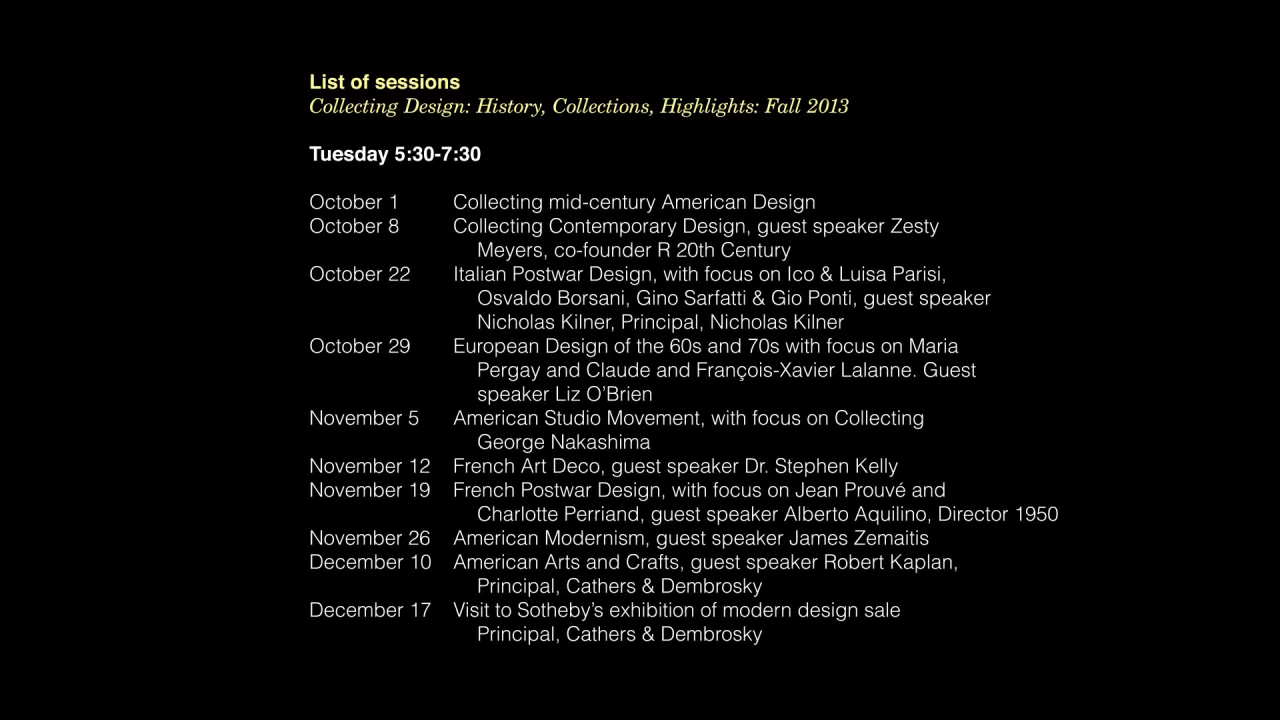 List of sessions
Collecting Design: History, Collections, Highlights: Fall 2013
Tuesday 5:30-7:30
October 1 Collecting mid-century American Design
October 8 Collecting Contemporary Design, guest speaker Zesty
Meyers, co-founder R 20th Century
October 22 Italian Postwar Design, with focus on Ico & Luisa Parisi,
Osvaldo Borsani, Gino Sarfatti & Gio Ponti, guest speaker
Nicholas Kilner, Principal, Nicholas Kilner
October 29 European Design of the 60s and 70s with focus on Maria
Pergay and Claude and François-Xavier Lalanne. Guest
speaker Liz O’Brien
November 5 American Studio Movement, with focus on Collecting
George Nakashima
November 12 French Art Deco, guest speaker Dr. Stephen Kelly
November 19 French Postwar Design, with focus on Jean Prouvé and
Charlotte Perriand, guest speaker Alberto Aquilino, Director 1950
November 26 American Modernism, guest speaker James Zemaitis
December 10 American Arts and Crafts, guest speaker Robert Kaplan,
Principal, Cathers & Dembrosky
December 17 Visit to Sotheby’s exhibition of modern design sale
Principal, Cathers & Dembrosky